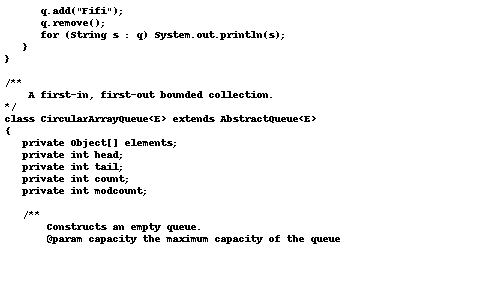 q.add("Fifi");
q.remove();
for (String s : q) System.out.println(s);
}
}
/**
A first-in, first-out bounded collection.
*/
class CircularArrayQueue<E> extends AbstractQueue<E>
{
private Object[] elements;
private int head;
private int tail;
private int count;
private int modcount;
/**
Constructs an empty queue.
@param capacity the maximum capacity of the queue